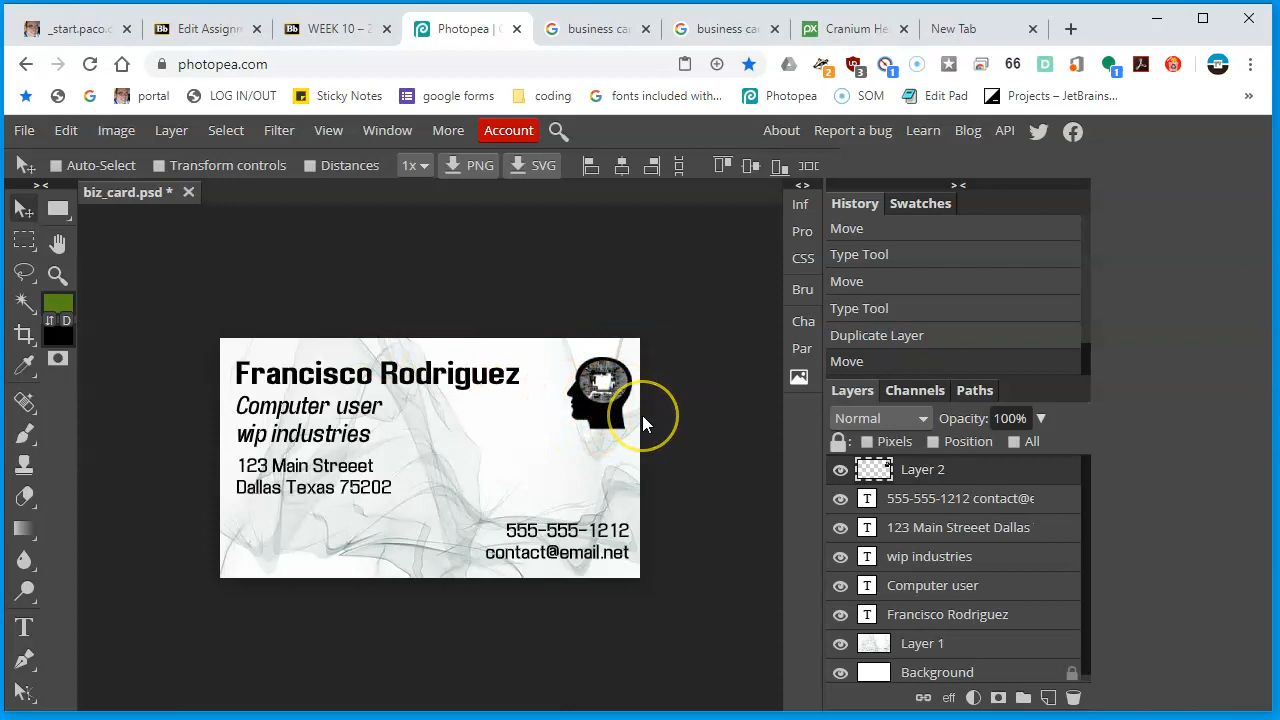 _start.paco.c
Edit Assignm
WEEK 10 – Z
Photopea | C
business car
business car
Cranium He
New Tab
photopea.com
2
3
1
66
1
portal
LOG IN/OUT
Sticky Notes
google forms
coding
fonts included with...
Photopea
SOM
Edit Pad
Projects – JetBrains...
»
File
Edit
Image
Layer
Select
Filter
View
Window
More
Account
About
Report a bug
Learn
Blog
API
Auto-Select
Transform controls
Distances
1x
PNG
SVG
> <
biz_card.psd *
< >
> <
Inf
Pro
CSS
Bru
Cha
Par
History
Swatches
Move
Type Tool
Move
Type Tool
Duplicate Layer
Move
Layers
Channels
Paths
Normal
Opacity: 100%
Pixels
Position
All
Layer 2
555-555-1212 contact@e
123 Main Streeet Dallas
wip industries
Computer user
Francisco Rodriguez
Layer 1
Background
eff
D
T
Francisco Rodriguez
Computer user
wip industries
123 Main Streeet
Dallas Texas 75202
555-555-1212
contact@email.net